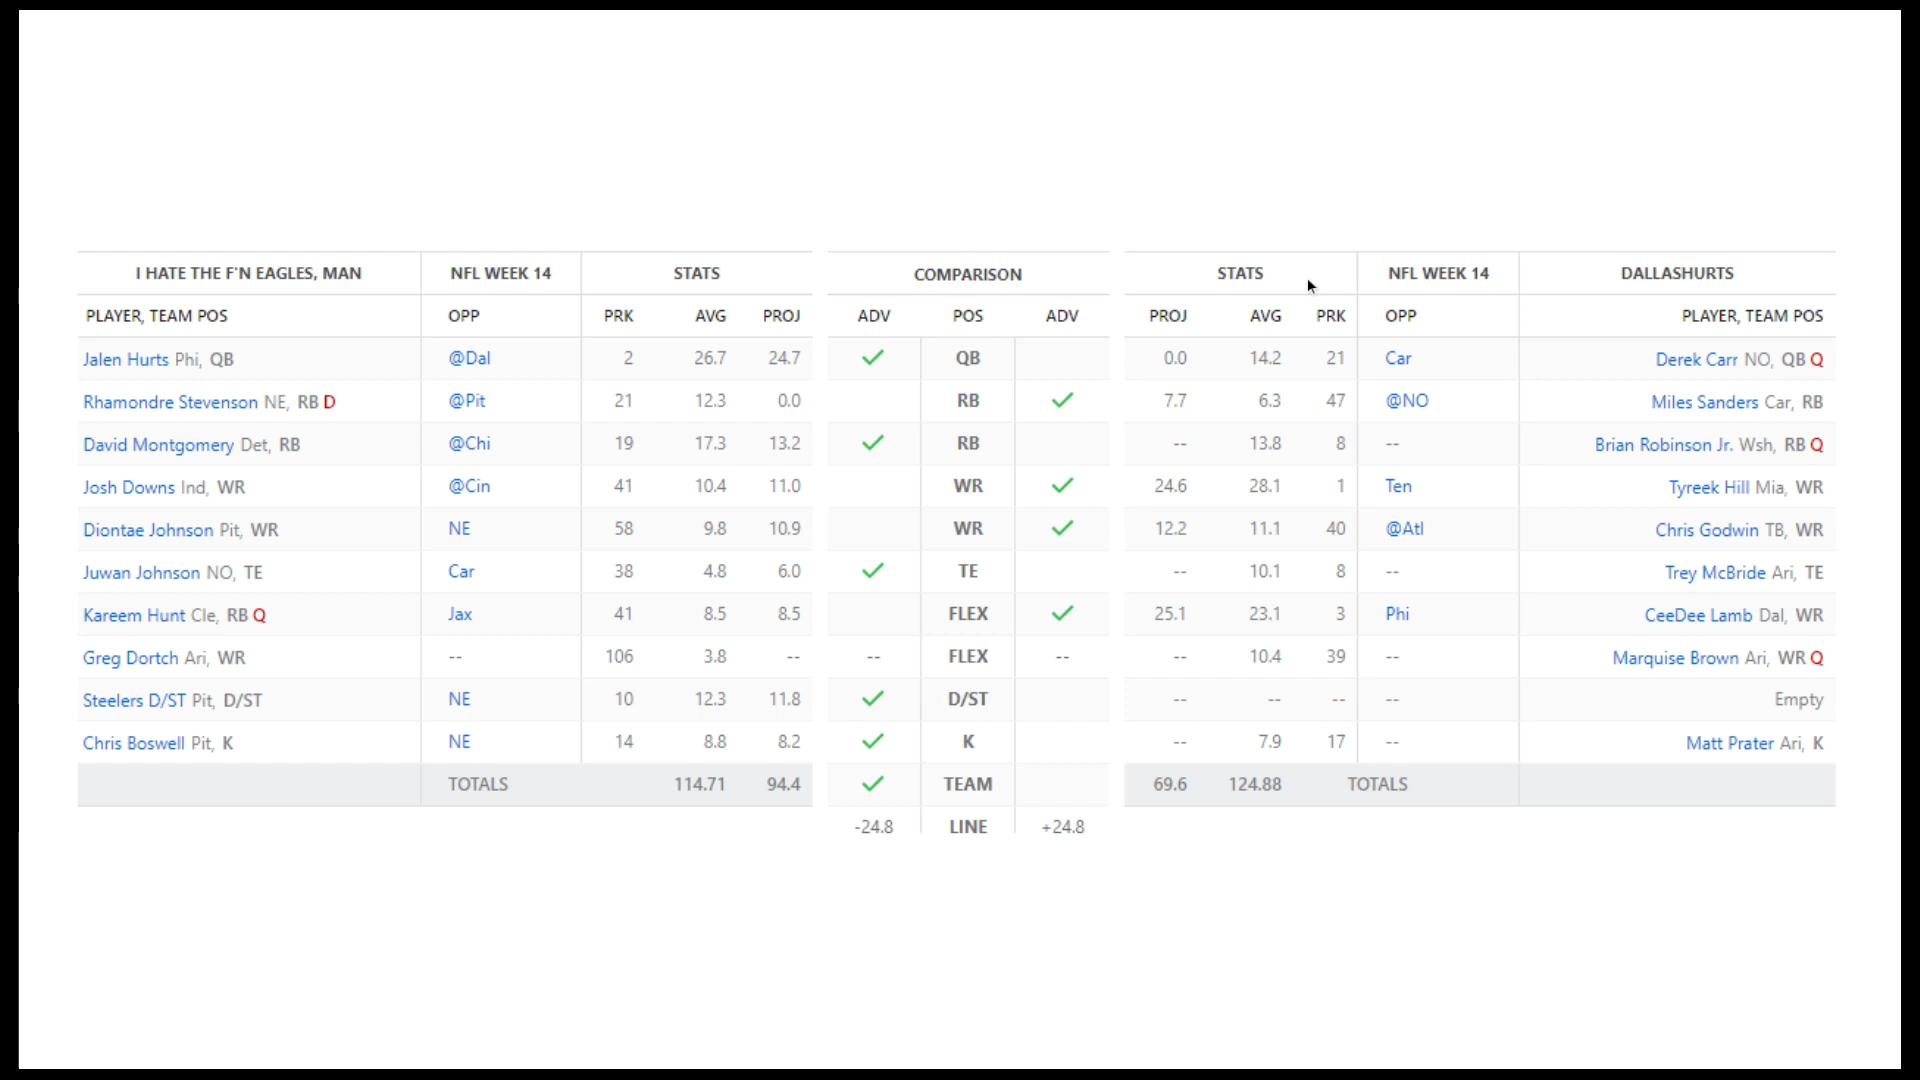 I HATE THE F'N EAGLES, MAN NFL WEEK 14 STATS COMPARISON STATS NFL WEEK 14 DALLASHURTS
PLAYER, TEAM POS OPP PRK AVG PROJ ADV POS ADV PROJ AVG PRK OPP PLAYER, TEAM POS
Jalen Hurts Phi, QB @Dal 2 26.7 24.7 QB 0.0 14.2 21 Car Derek Carr NO, QB Q
Rhamondre Stevenson NE, RB D @Pit 21 12.3 0.0 RB 7.7 6.3 47 @NO Miles Sanders Car, RB
David Montgomery Det, RB @Chi 19 17.3 13.2 RB -- 13.8 8 -- Brian Robinson Jr. Wsh, RB Q
Josh Downs Ind, WR @Cin 41 10.4 11.0 WR 24.6 28.1 1 Ten Tyreek Hill Mia, WR
Diontae Johnson Pit, WR NE 58 9.8 10.9 WR 12.2 11.1 40 @Atl Chris Godwin TB, WR
Juwan Johnson NO, TE Car 38 4.8 6.0 TE -- 10.1 8 -- Trey McBride Ari, TE
Kareem Hunt Cle, RB Q Jax 41 8.5 8.5 FLEX 25.1 23.1 3 Phi CeeDee Lamb Dal, WR
Greg Dortch Ari, WR -- 106 3.8 -- -- FLEX -- -- 10.4 39 -- Marquise Brown Ari, WR Q
Steelers D/ST Pit, D/ST NE 10 12.3 11.8 D/ST -- -- -- -- Empty
Chris Boswell Pit, K NE 14 8.8 8.2 K -- 7.9 17 -- Matt Prater Ari, K
TOTALS 114.71 94.4 TEAM 69.6 124.88 TOTALS
-24.8 LINE +24.8